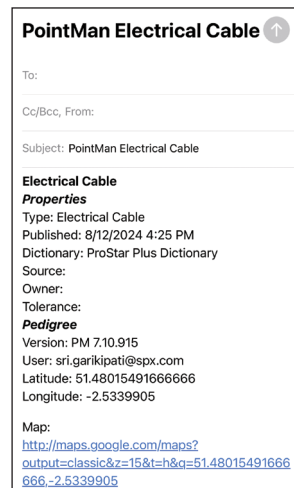 PointMan Electrical Cable
To:
Cc/Bcc, From:
Subject: PointMan Electrical Cable
Electrical Cable
Properties
Type: Electrical Cable
Published: 8/12/2024 4:25 PM
Dictionary: ProStar Plus Dictionary
Source:
Owner:
Tolerance:
Pedigree
Version: PM 7.10.915
User: sri.garikipati@spx.com
Latitude: 51.48015491666666
Longitude: -2.5339905
Map:
http://maps.google.com/maps?
output=classic&z=15&t=h&q=51.48015491666
666,-2.5339905